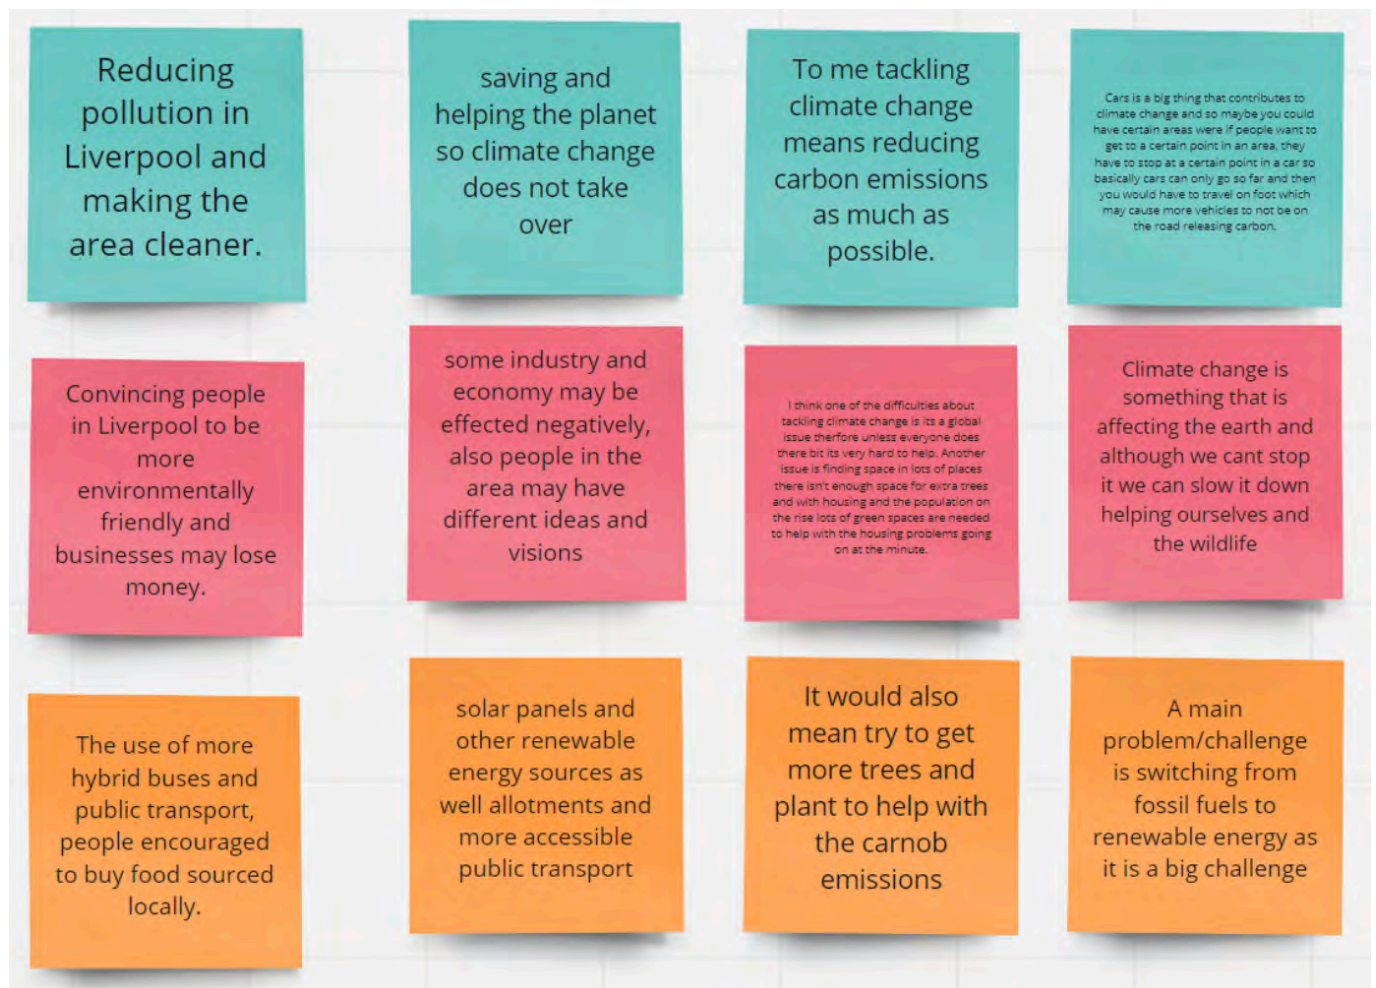 Reducing
pollution in
Liverpool and
making the
area cleaner.
saving and
helping the planet
so climate change
does not take
over
To me tackling
climate change
means reducing
carbon emissions
as much as
possible.
Cars is a big thing that contributes to
climate change and so maybe you could
have certain areas were if people want to
get to a certain point in an area, they
have to stop at a certain point in a car so
basically cars can only go so far and then
you would have to travel on foot which
may cause more vehicles to not be on
the road releasing carbon.
Convincing people
in Liverpool to be
more
environmentally
friendly and
businesses may lose
money.
some industry and
economy may be
effected negatively,
also people in the
area may have
different ideas and
visions
I think one of the difficulties about
tackling climate change is its a global
issue therfore unless everyone does
there bit its very hard to help. Another
issue is finding space in lots of places
there isn't enough space for extra trees
and with housing and the population on
the rise lots of green spaces are needed
to help with the housing problems going
on at the minute.
Climate change is
something that is
affecting the earth and
although we cant stop
it we can slow it down
helping ourselves and
the wildlife
The use of more
hybrid buses and
public transport,
people encouraged
to buy food sourced
locally.
solar panels and
other renewable
energy sources as
well allotments and
more accessible
public transport
It would also
mean try to get
more trees and
plant to help with
the carnob
emissions
A main
problem/challenge
is switching from
fossil fuels to
renewable energy as
it is a big challenge